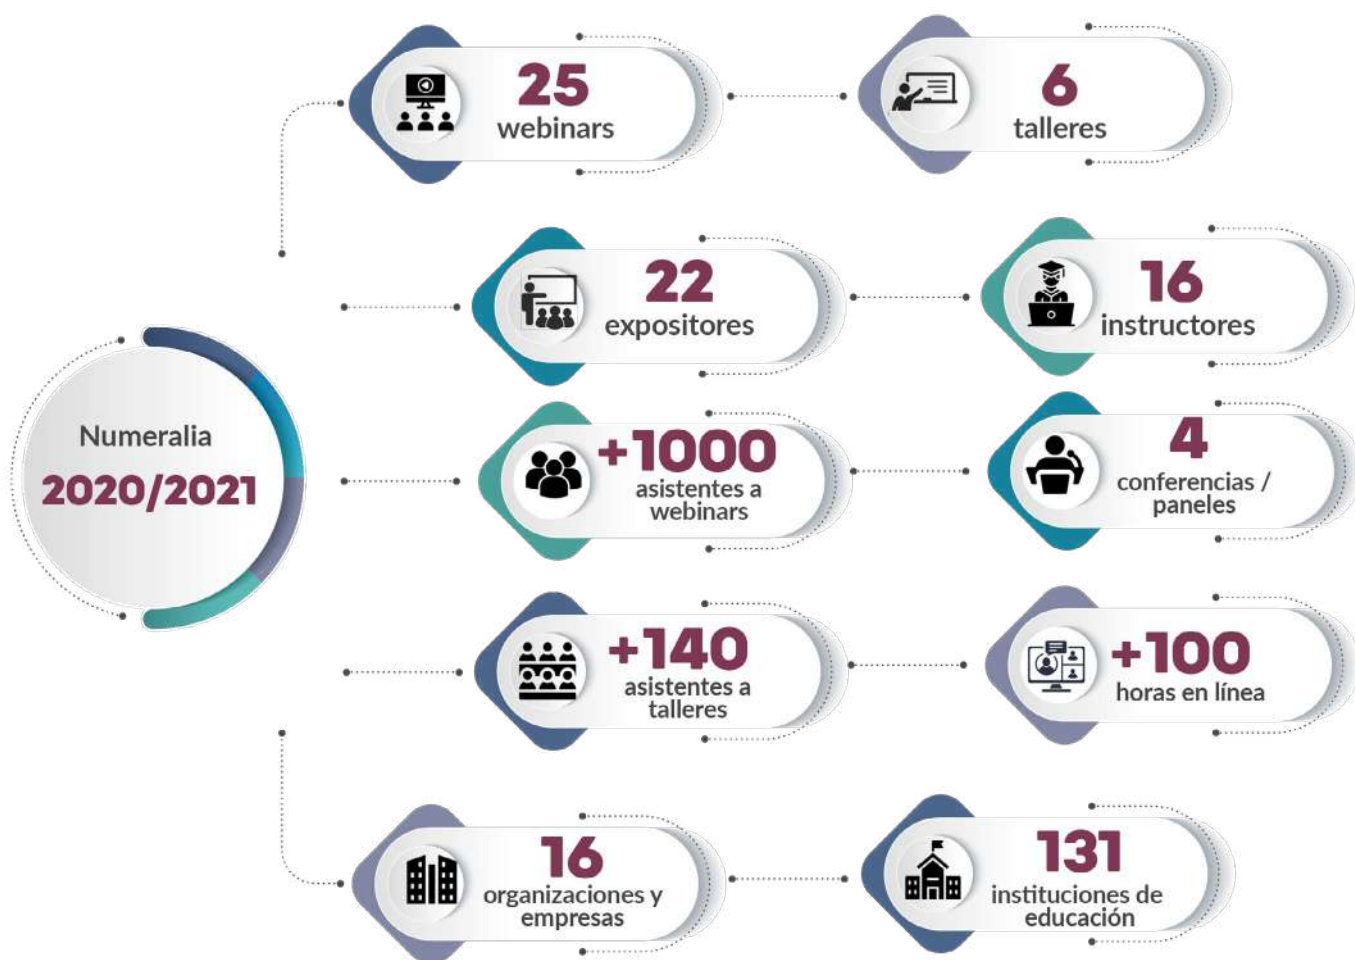 25
webinars
6
talleres
22
expositores
16
instructores
Numeralia
2020/2021
+1000
asistentes a
webinars
4
conferencias /
paneles
+140
asistentes a
talleres
+100
horas en línea
16
organizaciones y
empresas
131
instituciones de
educación